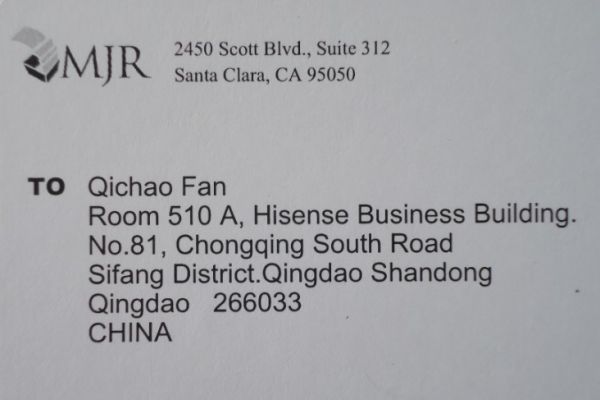 MJR
2450 Scott Blvd., Suite 312
Santa Clara, CA 95050
TO Qichao Fan
Room 510 A, Hisense Business Building.
No.81, Chongqing South Road
Sifang District.Qingdao Shandong
Qingdao 266033
CHINA